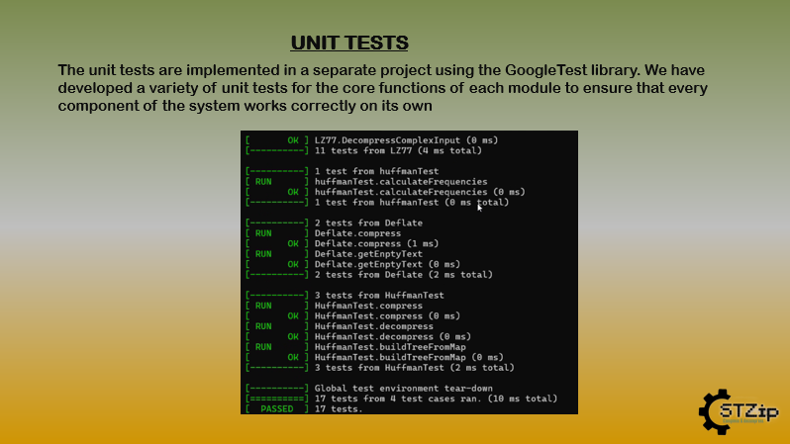 UNIT TESTS
The unit tests are implemented in a separate project using the GoogleTest library. We have
developed a variety of unit tests for the core functions of each module to ensure that every
component of the system works correctly on its own
[       OK ] LZ77.DecompressComplexInput (0 ms)
[----------] 11 tests from LZ77 (4 ms total)
[----------] 1 test from huffmanTest
[ RUN      ] huffmanTest.calculateFrequencies
[       OK ] huffmanTest.calculateFrequencies (0 ms)
[----------] 1 test from huffmanTest (0 ms total)
[----------] 2 tests from Deflate
[ RUN      ] Deflate.compress
[       OK ] Deflate.compress (1 ms)
[ RUN      ] Deflate.getEnptyText
[       OK ] Deflate.getEnptyText (0 ms)
[----------] 2 tests from Deflate (2 ms total)
[----------] 3 tests from HuffmanTest
[ RUN      ] HuffmanTest.compress
[       OK ] HuffmanTest.compress (0 ms)
[ RUN      ] HuffmanTest.decompress
[       OK ] HuffmanTest.decompress (0 ms)
[ RUN      ] HuffmanTest.buildTreeFromMap
[       OK ] HuffmanTest.buildTreeFromMap (0 ms)
[----------] 3 tests from HuffmanTest (2 ms total)
[----------] Global test environment tear-down
[==========] 17 tests from 4 test cases ran. (10 ms total)
[  PASSED  ] 17 tests.
STZip